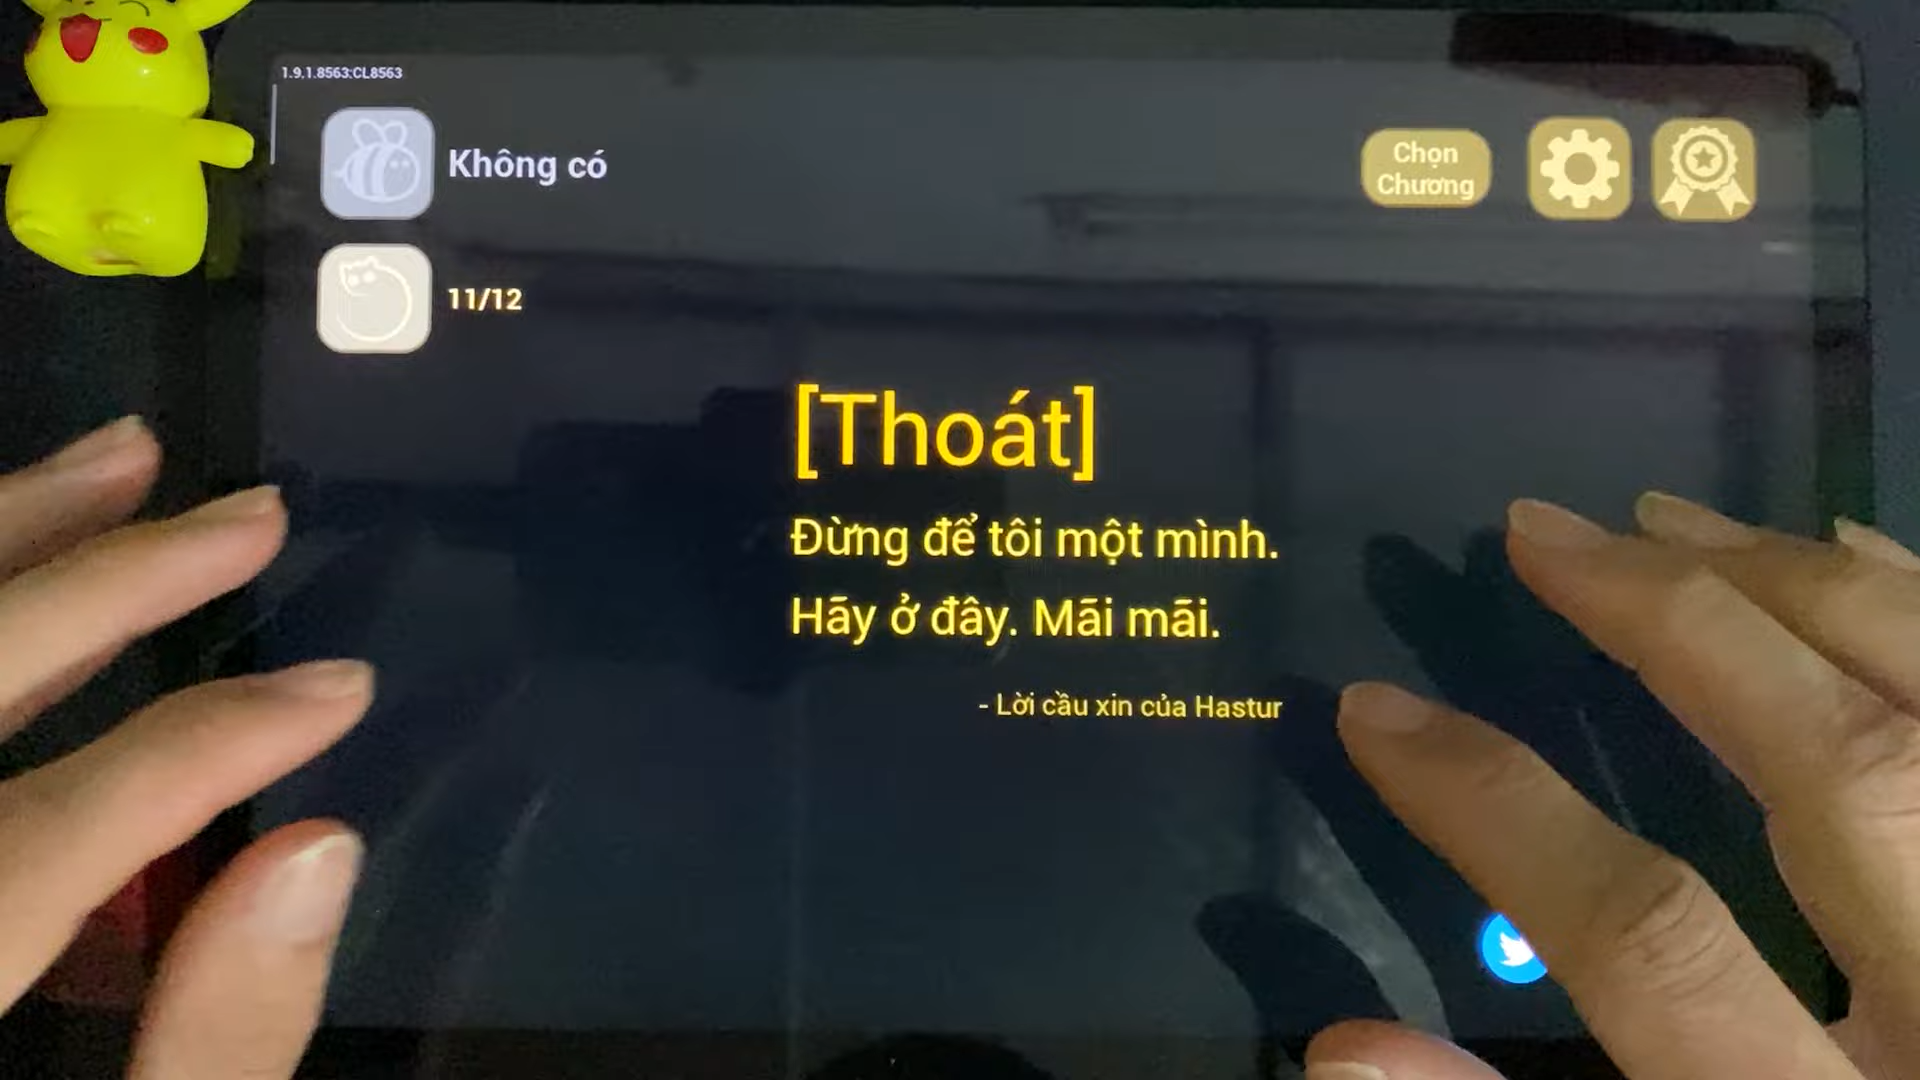 1.9.1.8563:CL8563
Không có
Chọn
Chương
11/12
[Thoát]
Đừng để tôi một mình.
Hãy ở đây. Mãi mãi.
- Lời cầu xin của Hastur